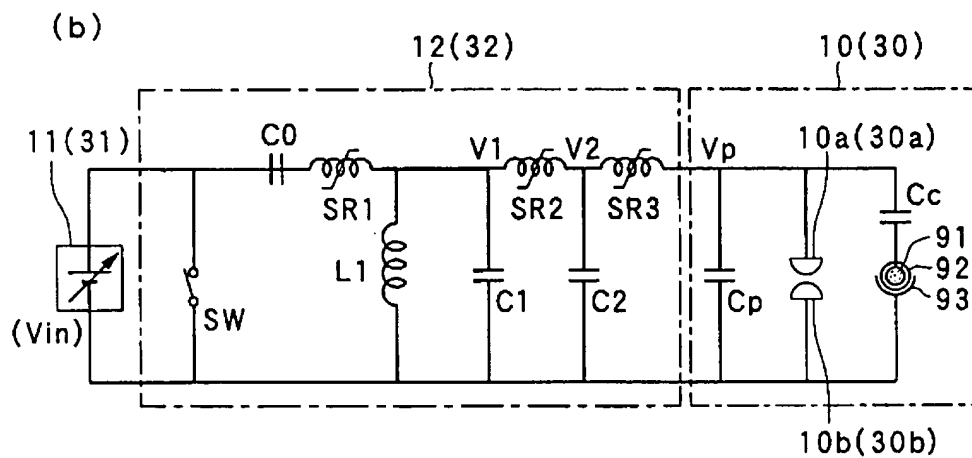 (b)
12(32)
10(30)
11(31)
C0
V1
V2
Vp
10a(30a)
Cc
SR1
SR2
SR3
91
92
93
L1
C1
C2
Cp
(Vin)
SW
10b(30b)